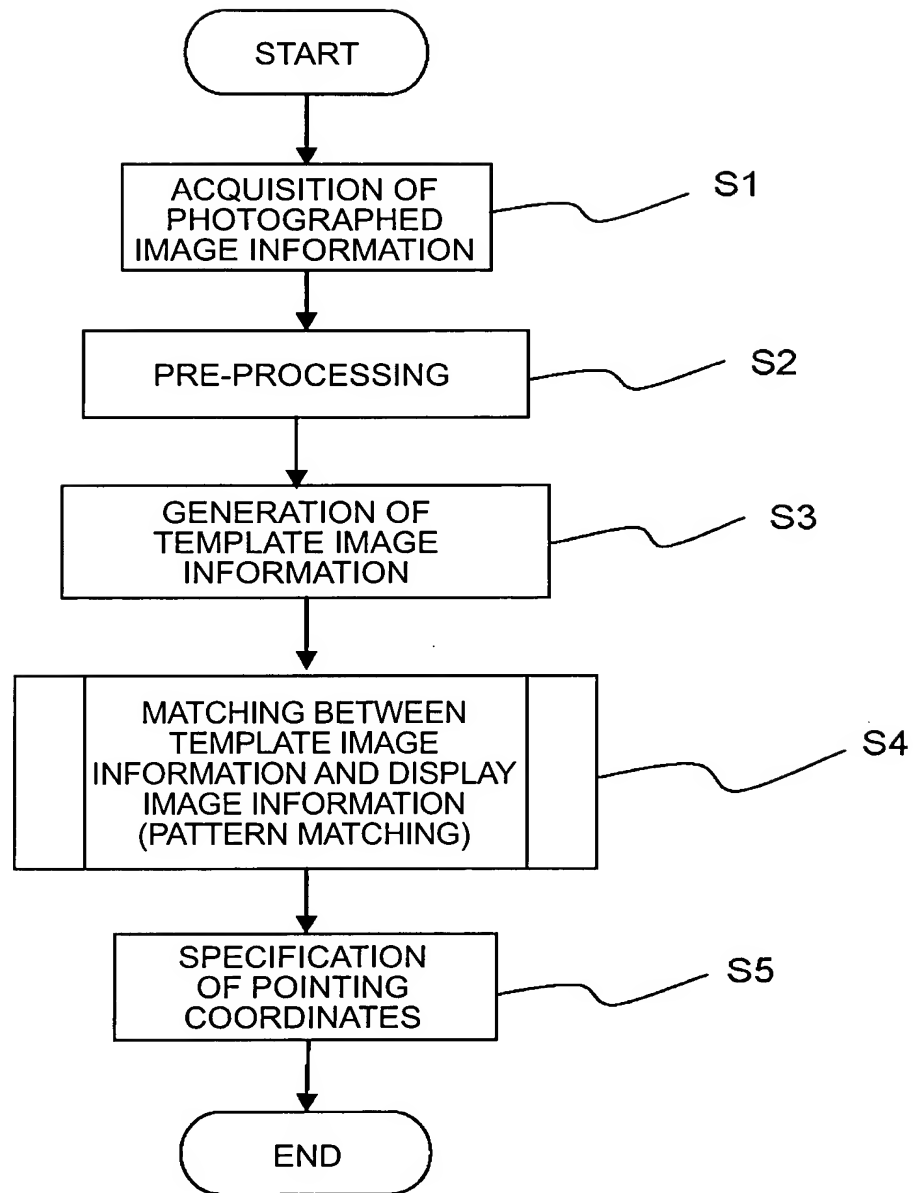 START
ACQUISITION OF
PHOTOGRAPHED
IMAGE INFORMATION
S1
PRE-PROCESSING
S2
GENERATION OF
TEMPLATE IMAGE
INFORMATION
S3
MATCHING BETWEEN
TEMPLATE IMAGE
INFORMATION AND DISPLAY
IMAGE INFORMATION
(PATTERN MATCHING)
S4
SPECIFICATION
OF POINTING
COORDINATES
S5
END